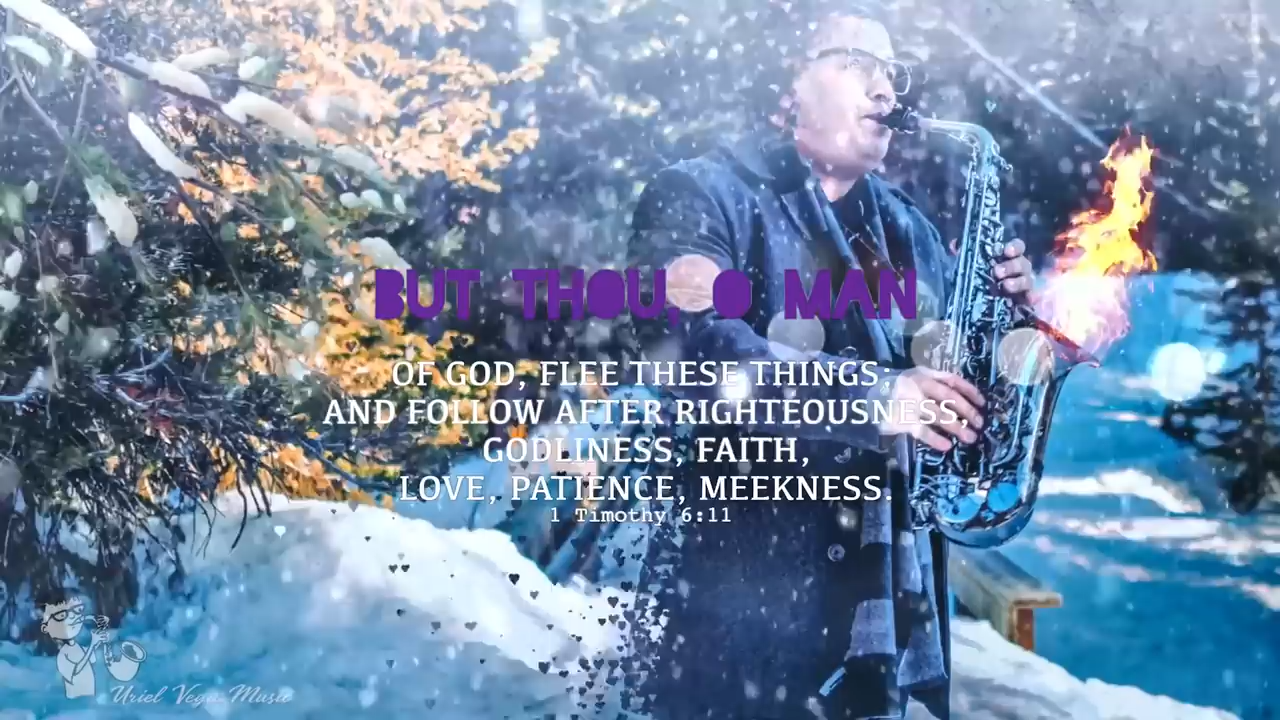 BUT THOU, O MAN
OF GOD, FLEE THESE THINGS;
AND FOLLOW AFTER RIGHTEOUSNESS,
GODLINESS, FAITH,
LOVE, PATIENCE, MEEKNESS.
1 Timothy 6:11
Uriel Vega Music